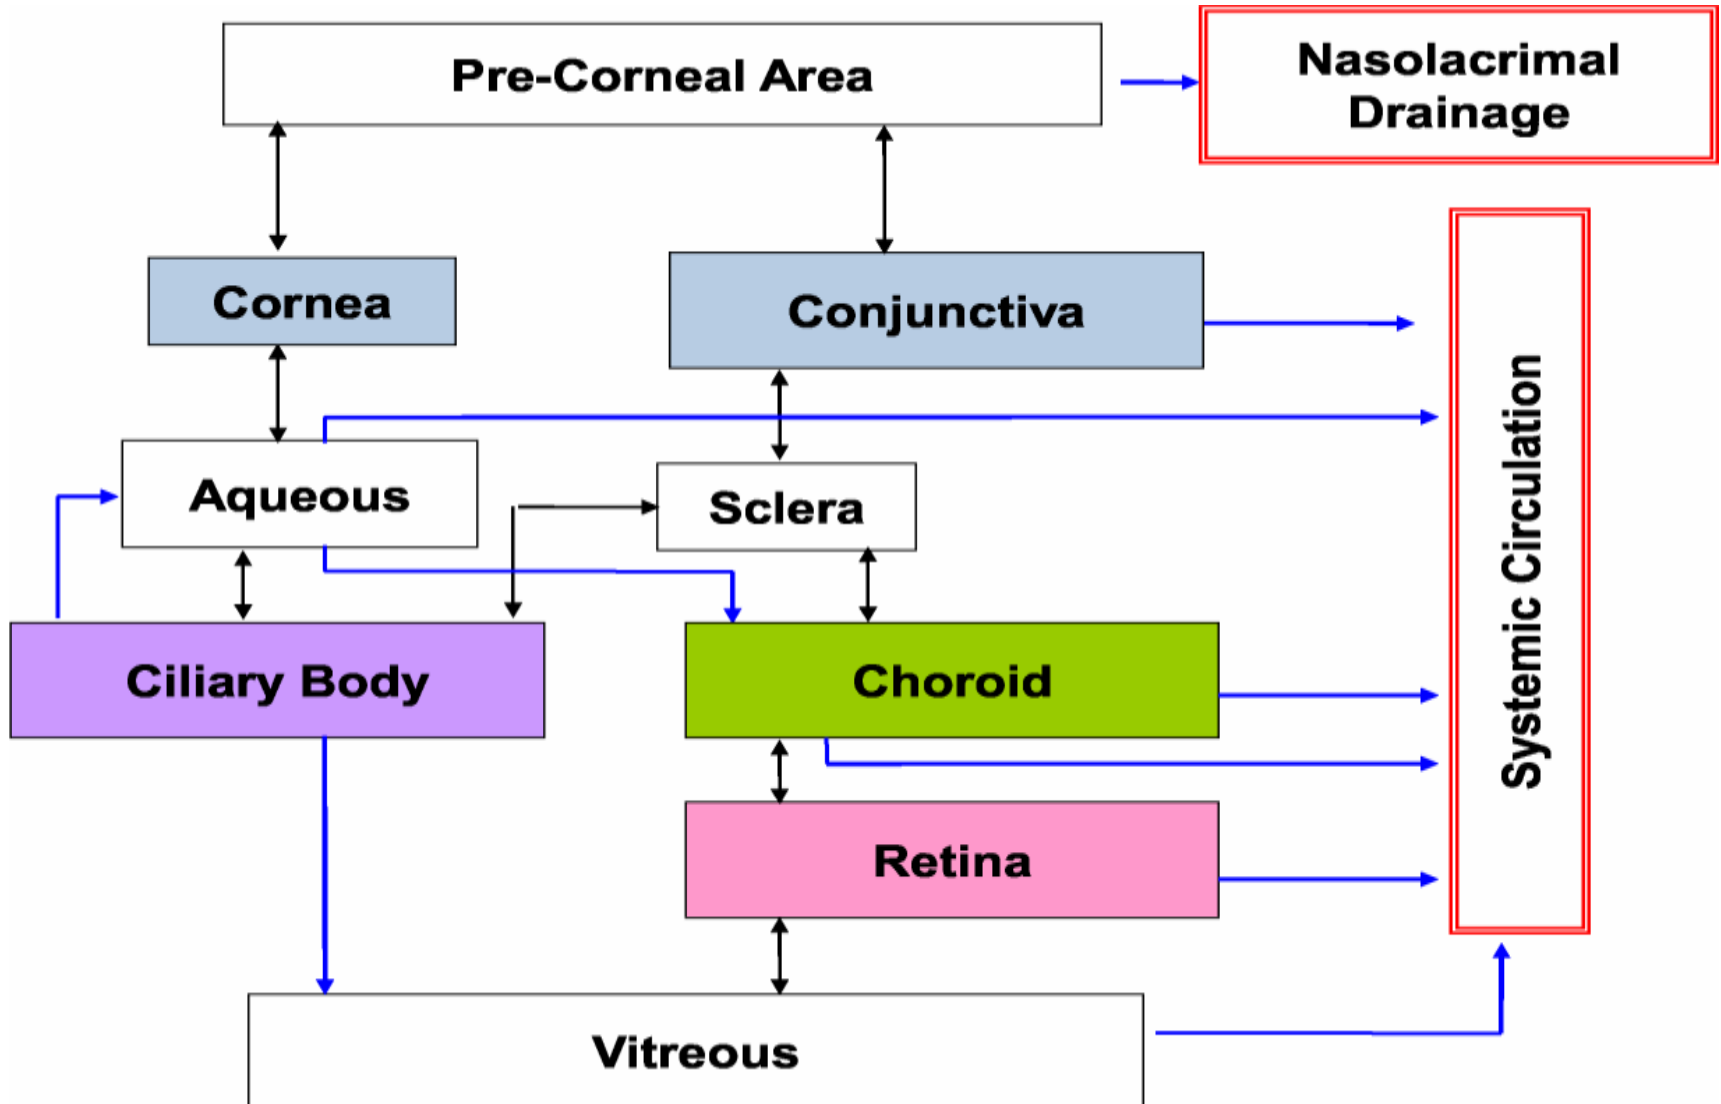 Pre-Corneal Area
Nasolacrimal
Drainage
Cornea
Conjunctiva
Aqueous
Sclera
Systemic Circulation
Ciliary Body
Choroid
Retina
Vitreous